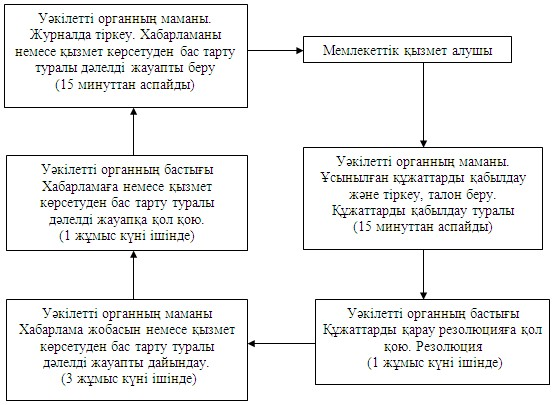 Уәкілетті органның маманы.
Журналда тіркеу. Хабарламаны
немесе қызмет көрсетуден бас тарту
туралы дәлелді жауапты беру
(15 минуттан аспайды)
Мемлекеттік қызмет алушы
Уәкілетті органның маманы.
Ұсынылған құжаттарды қабылдау
және тіркеу, талон беру.
Құжаттарды қабылдау туралы
(15 минуттан аспайды)
Уәкілетті органның бастығы
Құжаттарды қарау резолюцияға қол
қою. Резолюция
(1 жұмыс күні ішінде)
Уәкілетті органның маманы
Хабарлама жобасын немесе қызмет
көрсетуден бас тарту туралы
дәлелді жауапты дайындау.
(3 жұмыс күні ішінде)
Уәкілетті органның бастығы
Хабарламаға немесе қызмет
көрсетуден бас тарту туралы
дәлелді жауапқа қол қою.
(1 жұмыс күні ішінде)